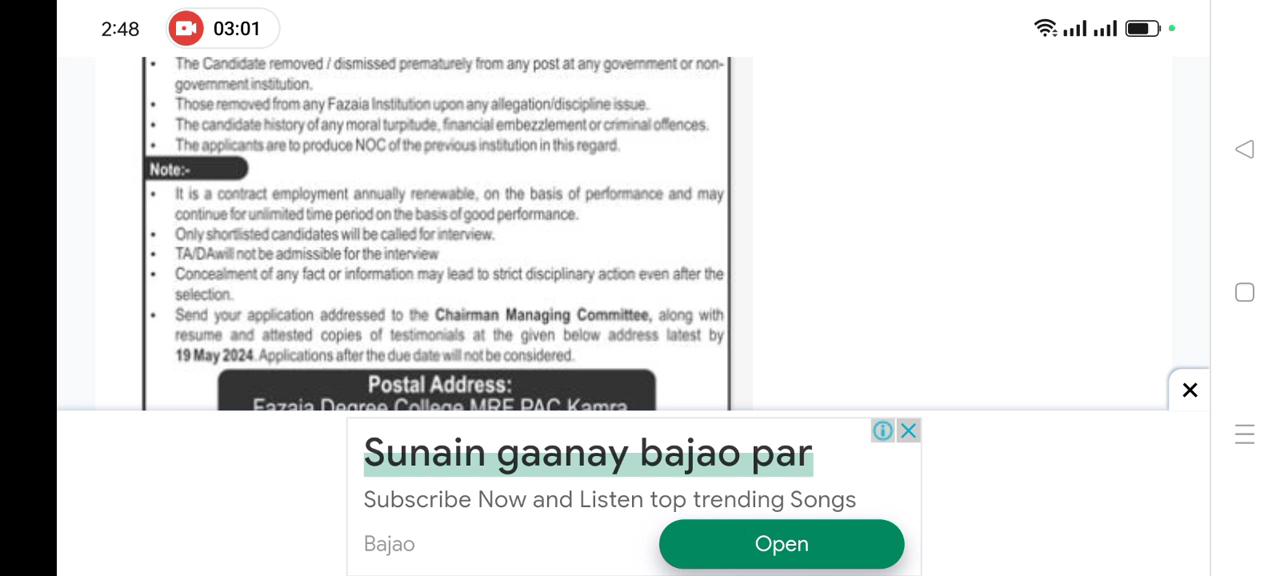 2:48 03:01
• The Candidate removed / dismissed prematurely from any post at any government or non-
government institution.
• Those removed from any Fazaia Institution upon any allegation/discipline issue.
• The candidate history of any moral turpitude, financial embezzlement or criminal offences.
• The applicants are to produce NOC of the previous institution in this regard.
Note:-
• It is a contract employment annually renewable, on the basis of performance and may
continue for unlimited time period on the basis of good performance.
• Only shortlisted candidates will be called for interview.
• TA/DAwill not be admissible for the interview
• Concealment of any fact or information may lead to strict disciplinary action even after the
selection.
• Send your application addressed to the Chairman Managing Committee, along with
resume and attested copies of testimonials at the given below address latest by
19 May 2024. Applications after the due date will not be considered.
Postal Address:
Fazaia Degree College MRF PAC Kamra
Sunain gaanay bajao par
Subscribe Now and Listen top trending Songs
Bajao
Open